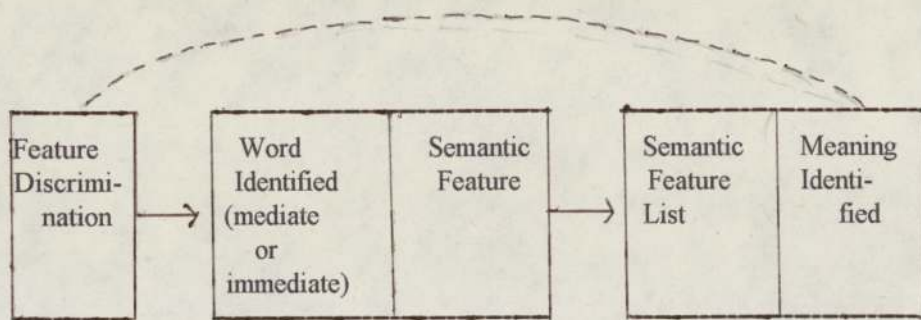 Feature
Discrimi-
nation
Word
Identified
(mediate
or
immediate)
Semantic
Feature
Semantic
Feature
List
Meaning
Identi-
fied